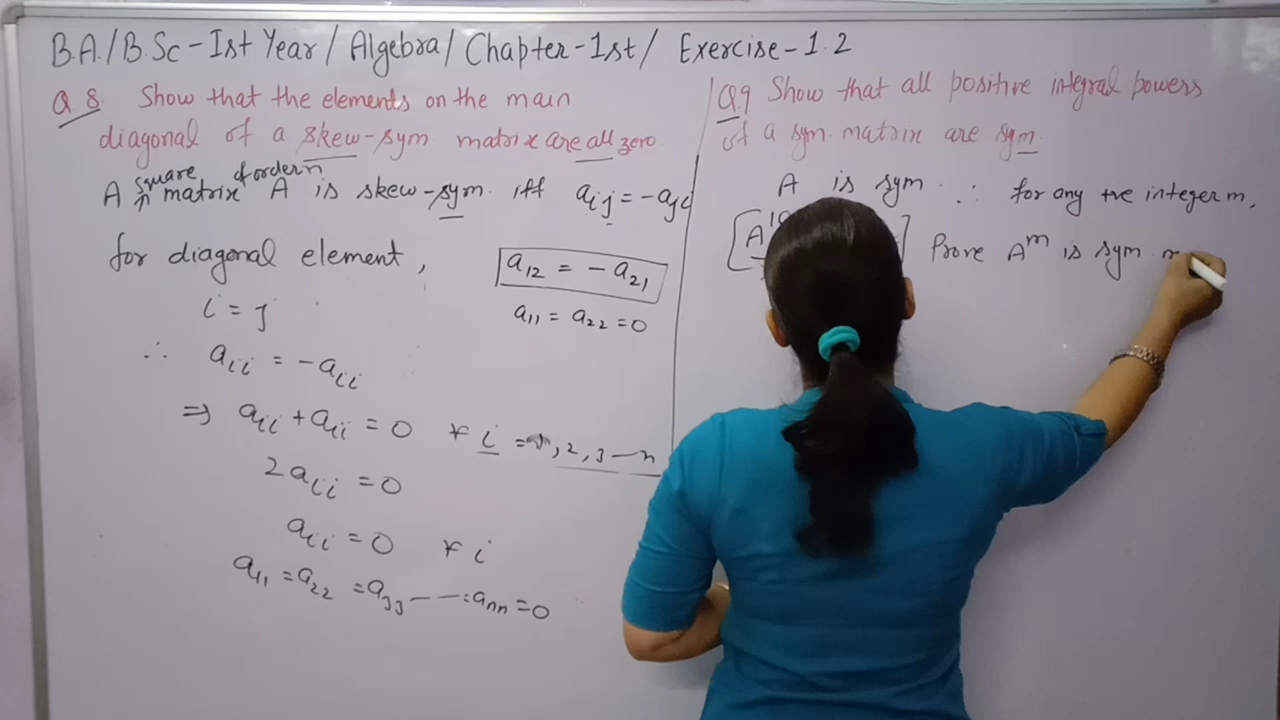 B.A./B.Sc-Ist Year/Algebra/Chapter-1st/ Exercise-1.2
Q 8. Show that the elements on the main
diagonal of a skew-sym matrix are all zero
square of order n
A matrix A is skew-sym. iff aij = -aji
for diagonal element,
i = j
∴ aii = -aii
⇒ aii + aii = 0 ∀ i = 1, 2, 3 — n
2aii = 0
aii = 0 ∀ i
a11 = a22 = a33 — — = ann = 0
a12 = -a21
a11 = a22 = 0
Q.9 Show that all positive integral powers
of a sym. matrix are sym.
A is sym ∴ for any +ve integer m,
[A ] Prove A^m is sym m